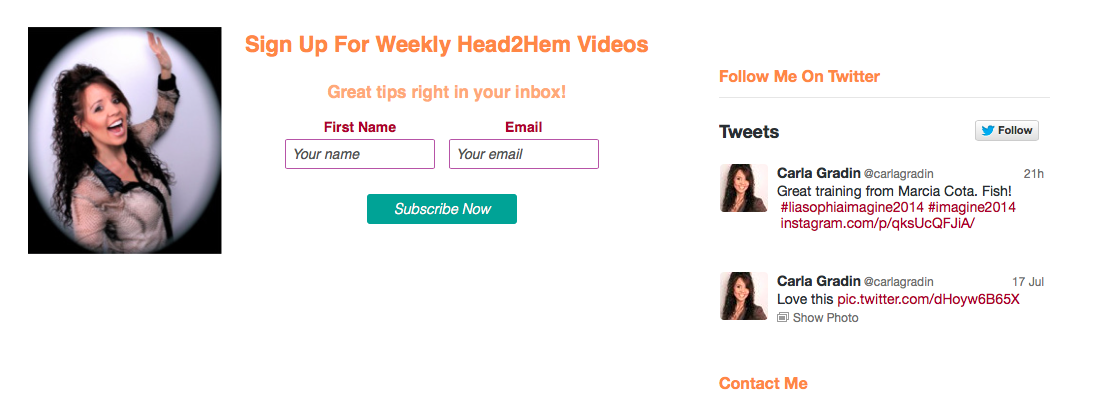 Sign Up For Weekly Head2Hem Videos
Great tips right in your inbox!
First Name Email
Your name Your email
Subscribe Now
Follow Me On Twitter
Tweets Follow
Carla Gradin @carlagradin 21h
Great training from Marcia Cota. Fish!
#liasophiaimagine2014 #imagine2014
instagram.com/p/qksUcQFJiA/
Carla Gradin @carlagradin 17 Jul
Love this pic.twitter.com/dHoyw6B65X
Show Photo
Contact Me